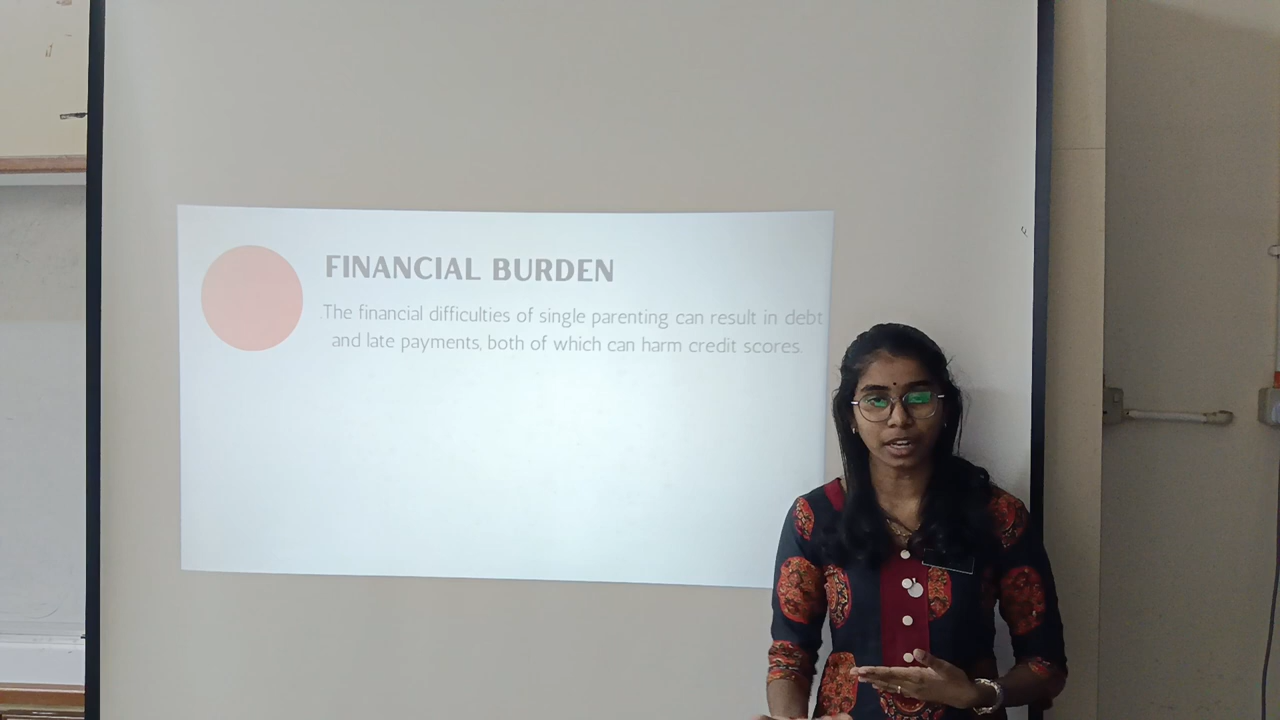 FINANCIAL BURDEN
The financial difficulties of single parenting can result in debt
and late payments, both of which can harm credit scores.